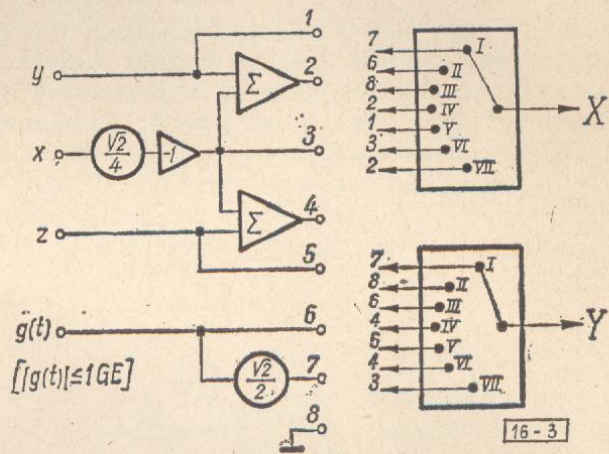 1
y
Σ
2
x
√2
4
-1
3
Σ
4
z
5
g(t)
6
[|g(t)|≤1GE]
√2
2
7
8
7 I
6 II
8 III
2 IV
1 V
3 VI
2 VII
X
7 I
8 II
6 III
4 IV
5 V
4 VI
3 VII
Y
16-3